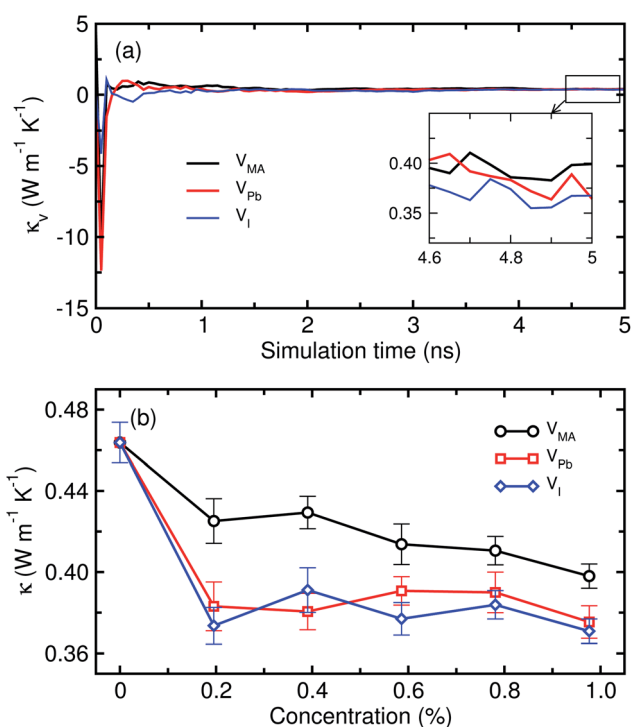 (a)
5
0
-5
-10
-15
κv (W m-1 K-1)
VMA
VPb
VI
0.40
0.35
4.6
4.8
5
0
1
2
3
4
5
Simulation time (ns)
(b)
0.48
0.44
0.40
0.36
κ (W m-1 K-1)
VMA
VPb
VI
0
0.2
0.4
0.6
0.8
1.0
Concentration (%)